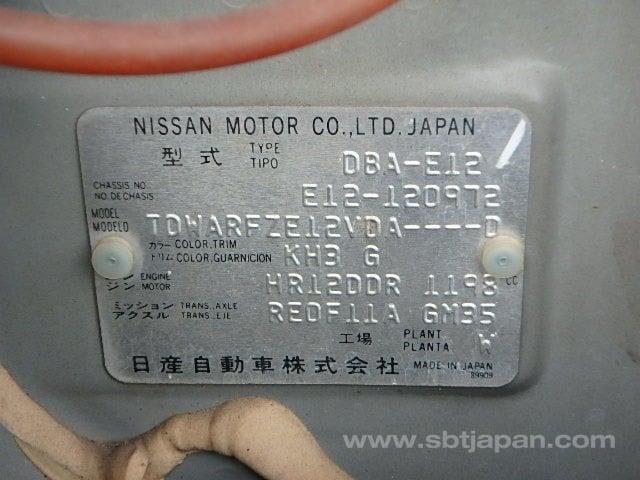 NISSAN MOTOR CO.,LTD. JAPAN
型式 TYPE TIPO DBA-E12
CHASSIS NO. NO. DE CHASIS E12-120972
MODEL MODELO TDWARFZE12VDA----D
カラー トリム COLOR,TRIM COLOR,GUARNICION KH3 G
ジン ENGINE MOTOR HR12DDR 1198 CC
ミッション アクスル TRANS.,AXLE TRANS.,EJE RE0F11A GM35
工場 PLANT PLANTA W
日産自動車株式会社 MADE IN JAPAN
89909
www.sbtjapan.com